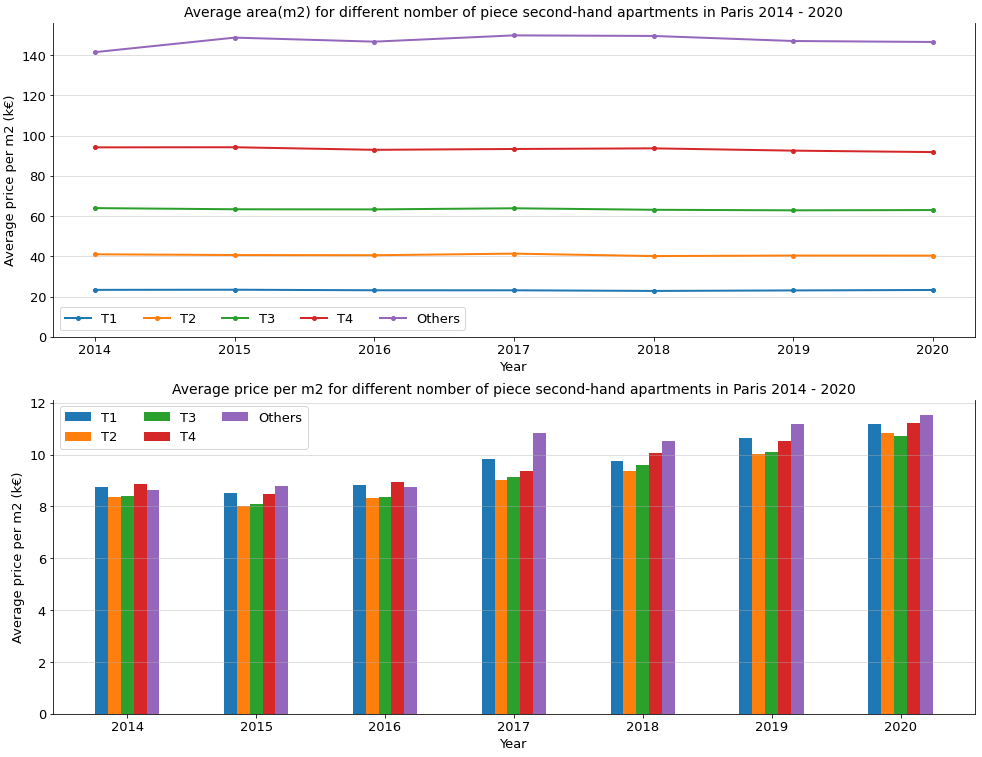 Average area(m2) for different nomber of piece second-hand apartments in Paris 2014 - 2020
Average price per m2 (k€)
140
120
100
80
60
40
20
0
T1 T2 T3 T4 Others
2014 2015 2016 2017 2018 2019 2020
Year
Average price per m2 for different nomber of piece second-hand apartments in Paris 2014 - 2020
Average price per m2 (k€)
12
10
8
6
4
2
0
T1 T3 Others
T2 T4
2014 2015 2016 2017 2018 2019 2020
Year